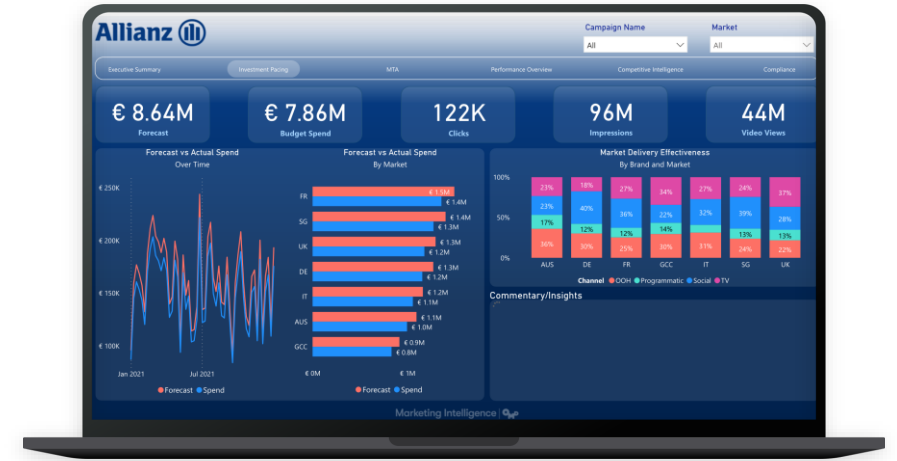 Allianz
Campaign Name
Market
All
All
Executive Summary
Investment Pacing
MTA
Performance Overview
Competitive Intelligence
Compliance
€ 8.64M
Forecast
€ 7.86M
Budget Spend
122K
Clicks
96M
Impressions
44M
Video Views
Forecast vs Actual Spend
Over Time
€ 250K
€ 200K
€ 150K
€ 100K
Jan 2021
Jul 2021
Forecast
Spend
Forecast vs Actual Spend
By Market
FR
€ 1.5M
€ 1.4M
SG
€ 1.4M
€ 1.3M
UK
€ 1.3M
€ 1.2M
DE
€ 1.3M
€ 1.2M
IT
€ 1.2M
€ 1.1M
AUS
€ 1.1M
€ 1.0M
GCC
€ 0.9M
€ 0.8M
€ 0M
€ 1M
Forecast
Spend
Market Delivery Effectiveness
By Brand and Market
100%
50%
0%
23% 18% 27% 34% 27% 24% 37%
23% 40% 36% 22% 32% 39% 28%
17% 12% 12% 14% 13% 13%
36% 30% 25% 30% 31% 24% 22%
AUS DE FR GCC IT SG UK
Channel OOH Programmatic Social TV
Commentary/Insights
Marketing Intelligence |